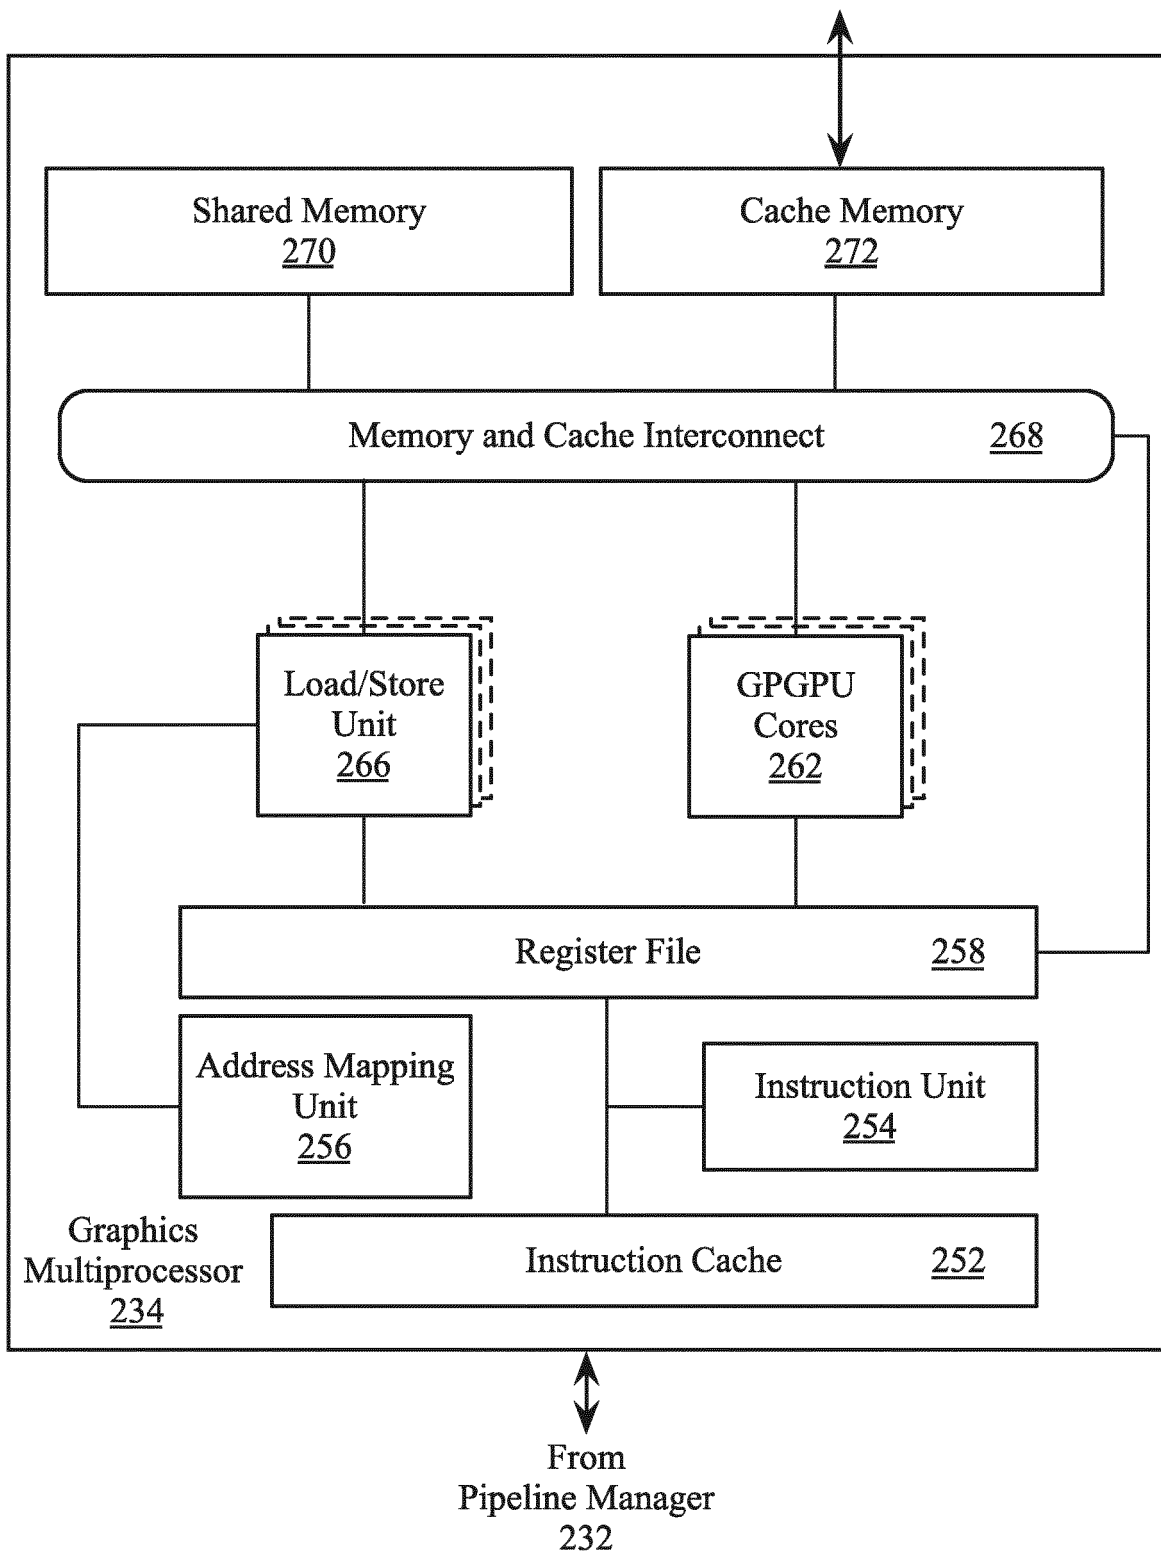 Shared Memory
270
Cache Memory
272
Memory and Cache Interconnect 268
Load/Store
Unit
266
GPGPU
Cores
262
Register File 258
Address Mapping
Unit
256
Instruction Unit
254
Graphics
Multiprocessor
234
Instruction Cache 252
From
Pipeline Manager
232